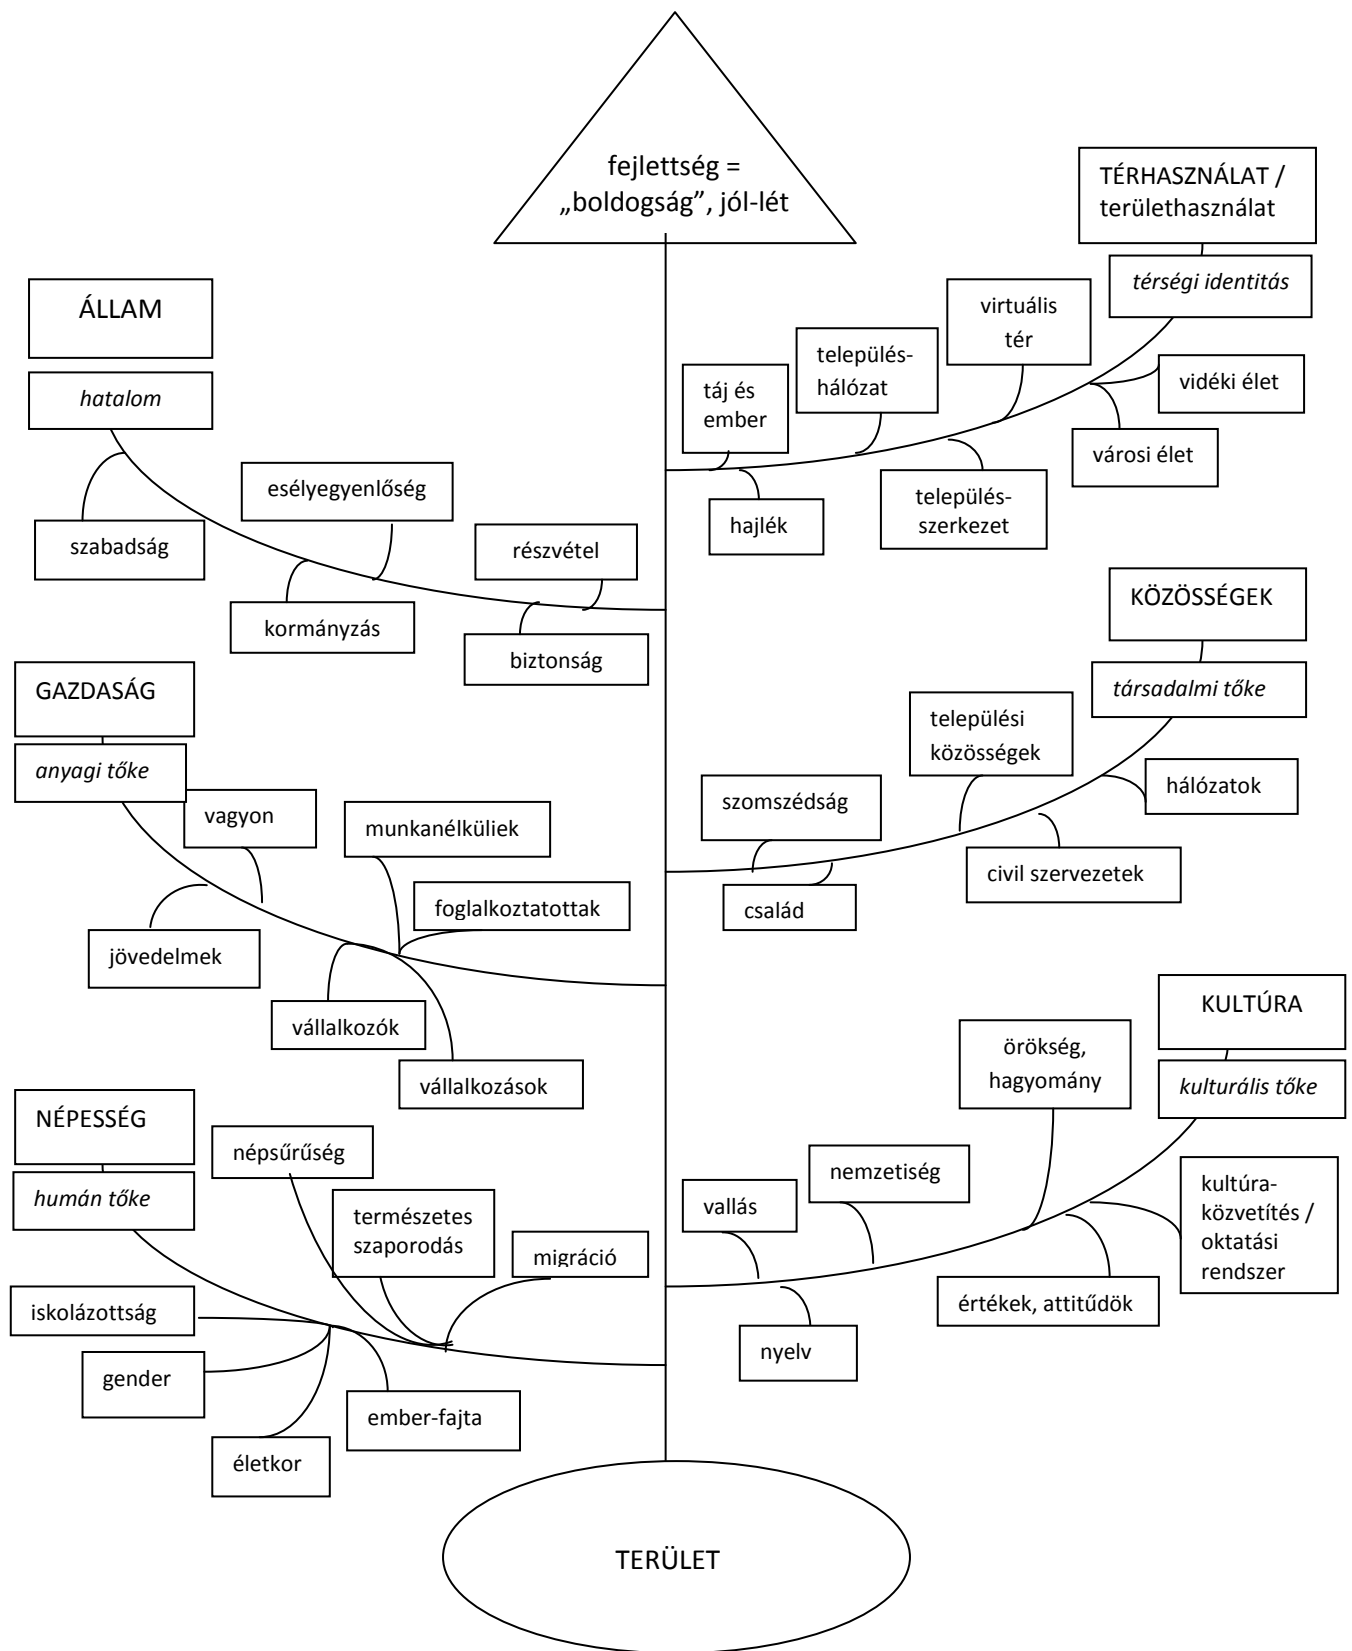 fejlettség =
„boldogság”, jól-lét
TÉRHASZNÁLAT /
területhasználat
térségi identitás
virtuális
tér
település-
hálózat
táj és
ember
vidéki élet
városi élet
település-
szerkezet
hajlék
ÁLLAM
hatalom
esélyegyenlőség
szabadság
részvétel
kormányzás
biztonság
KÖZÖSSÉGEK
társadalmi tőke
települési
közösségek
hálózatok
szomszédság
civil szervezetek
család
GAZDASÁG
anyagi tőke
vagyon
munkanélküliek
foglalkoztatottak
jövedelmek
vállalkozók
vállalkozások
KULTÚRA
kulturális tőke
örökség,
hagyomány
nemzetiség
vallás
kultúra-
közvetítés /
oktatási
rendszer
értékek, attitűdök
nyelv
NÉPESSÉG
humán tőke
népsűrűség
természetes
szaporodás
migráció
iskolázottság
gender
ember-fajta
életkor
TERÜLET